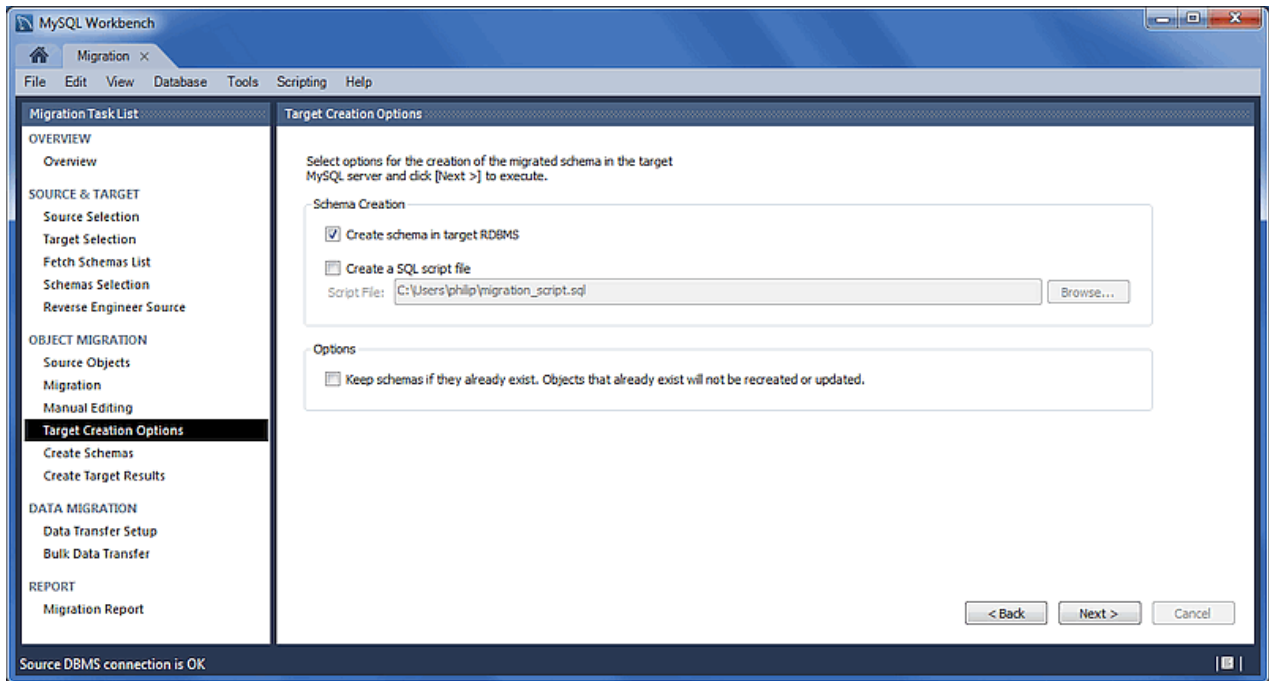 MySQL Workbench
Migration
File Edit View Database Tools Scripting Help
Migration Task List
OVERVIEW
Overview
SOURCE & TARGET
Source Selection
Target Selection
Fetch Schemas List
Schemas Selection
Reverse Engineer Source
OBJECT MIGRATION
Source Objects
Migration
Manual Editing
Target Creation Options
Create Schemas
Create Target Results
DATA MIGRATION
Data Transfer Setup
Bulk Data Transfer
REPORT
Migration Report
Target Creation Options
Select options for the creation of the migrated schema in the target
MySQL server and click [Next >] to execute.
Schema Creation
Create schema in target RDBMS
Create a SQL script file
Script File: C:\Users\philip\migration_script.sql Browse...
Options
Keep schemas if they already exist. Objects that already exist will not be recreated or updated.
< Back Next > Cancel
Source DBMS connection is OK